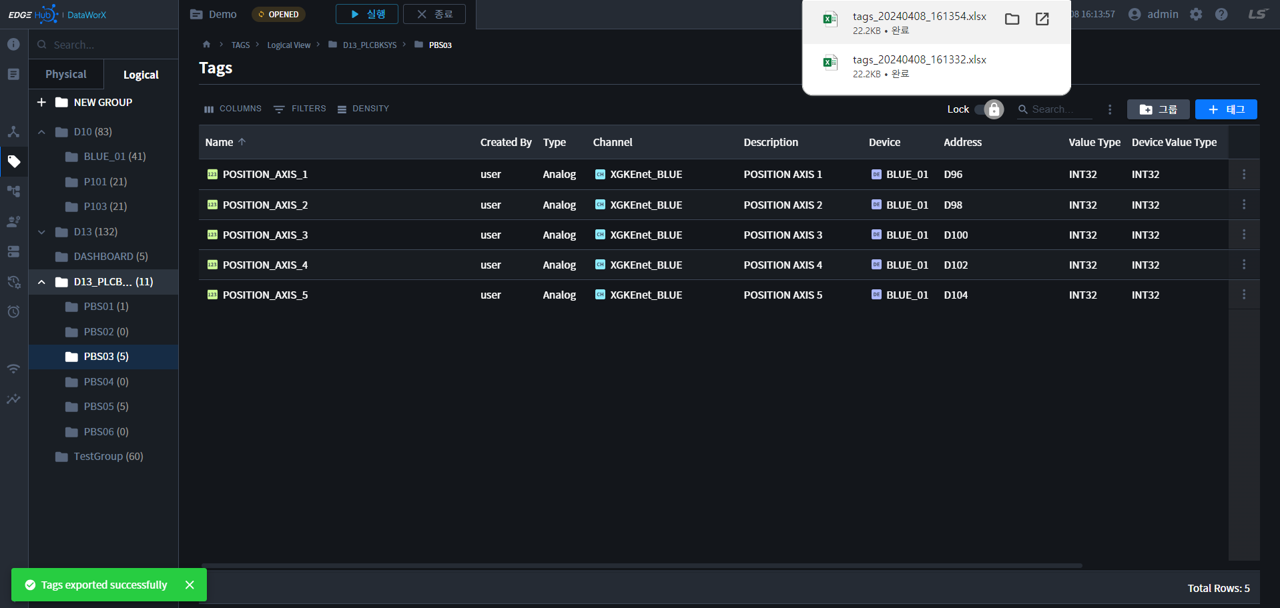 EDGE Hub | DataWorX
Demo
OPENED
실행
종료
tags_20240408_161354.xlsx
22.2KB • 완료
tags_20240408_161332.xlsx
22.2KB • 완료
08 16:13:57
admin
LS
Search...
Physical
Logical
NEW GROUP
D10 (83)
BLUE_01 (41)
P101 (21)
P103 (21)
D13 (132)
DASHBOARD (5)
D13_PLCB... (11)
PBS01 (1)
PBS02 (0)
PBS03 (5)
PBS04 (0)
PBS05 (5)
PBS06 (0)
TestGroup (60)
TAGS > Logical View > D13_PLCBKSYS > PBS03
Tags
COLUMNS FILTERS DENSITY
Lock
Search...
그룹
+ 태그
Name Created By Type Channel Description Device Address Value Type Device Value Type
POSITION_AXIS_1 user Analog XGKEnet_BLUE POSITION AXIS 1 BLUE_01 D96 INT32 INT32
POSITION_AXIS_2 user Analog XGKEnet_BLUE POSITION AXIS 2 BLUE_01 D98 INT32 INT32
POSITION_AXIS_3 user Analog XGKEnet_BLUE POSITION AXIS 3 BLUE_01 D100 INT32 INT32
POSITION_AXIS_4 user Analog XGKEnet_BLUE POSITION AXIS 4 BLUE_01 D102 INT32 INT32
POSITION_AXIS_5 user Analog XGKEnet_BLUE POSITION AXIS 5 BLUE_01 D104 INT32 INT32
Tags exported successfully
Total Rows: 5